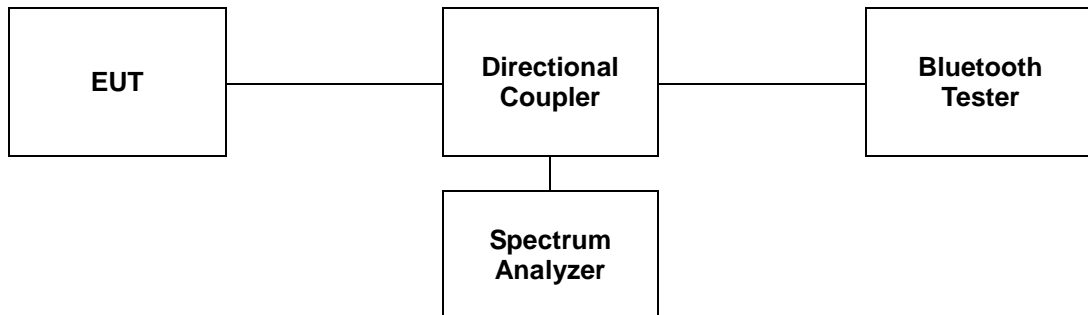 EUT
Directional
Coupler
Bluetooth
Tester
Spectrum
Analyzer